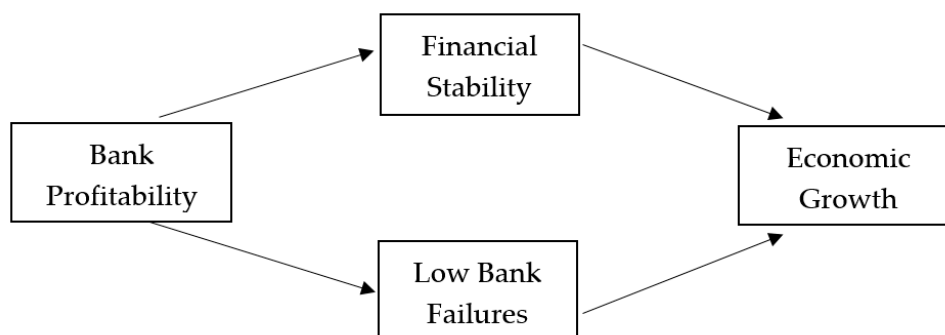 Financial
Stability
Bank
Profitability
Economic
Growth
Low Bank
Failures